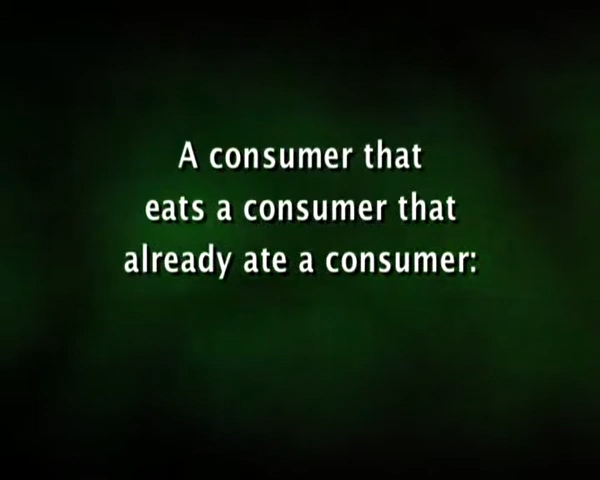 A consumer that
eats a consumer that
already ate a consumer: